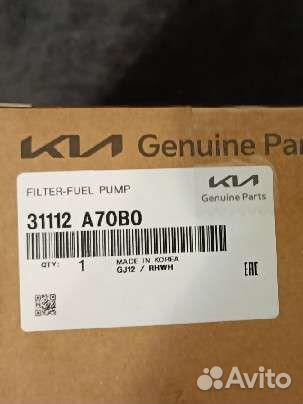 KIA Genuine Par
FILTER-FUEL PUMP
KIA
Genuine Parts
31112 A70B0
QTY: 1
MADE IN KOREA
GJ12 / RHWH
EAC
Avito